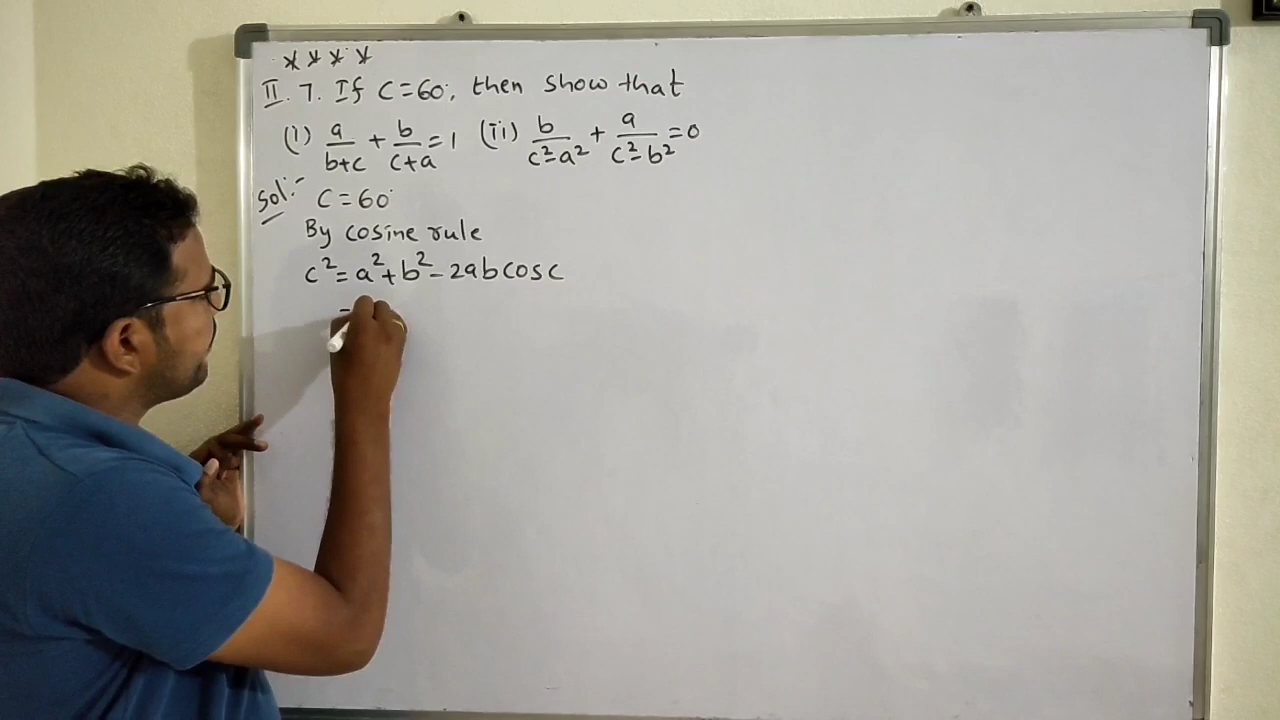 * * * *
II. 7. If C=60°, then show that
(i) a/(b+c) + b/(c+a) = 1 (ii) b/(c²-a²) + a/(c²-b²) = 0
Sol:- C = 60°
By cosine rule
c² = a² + b² - 2ab cos c
=